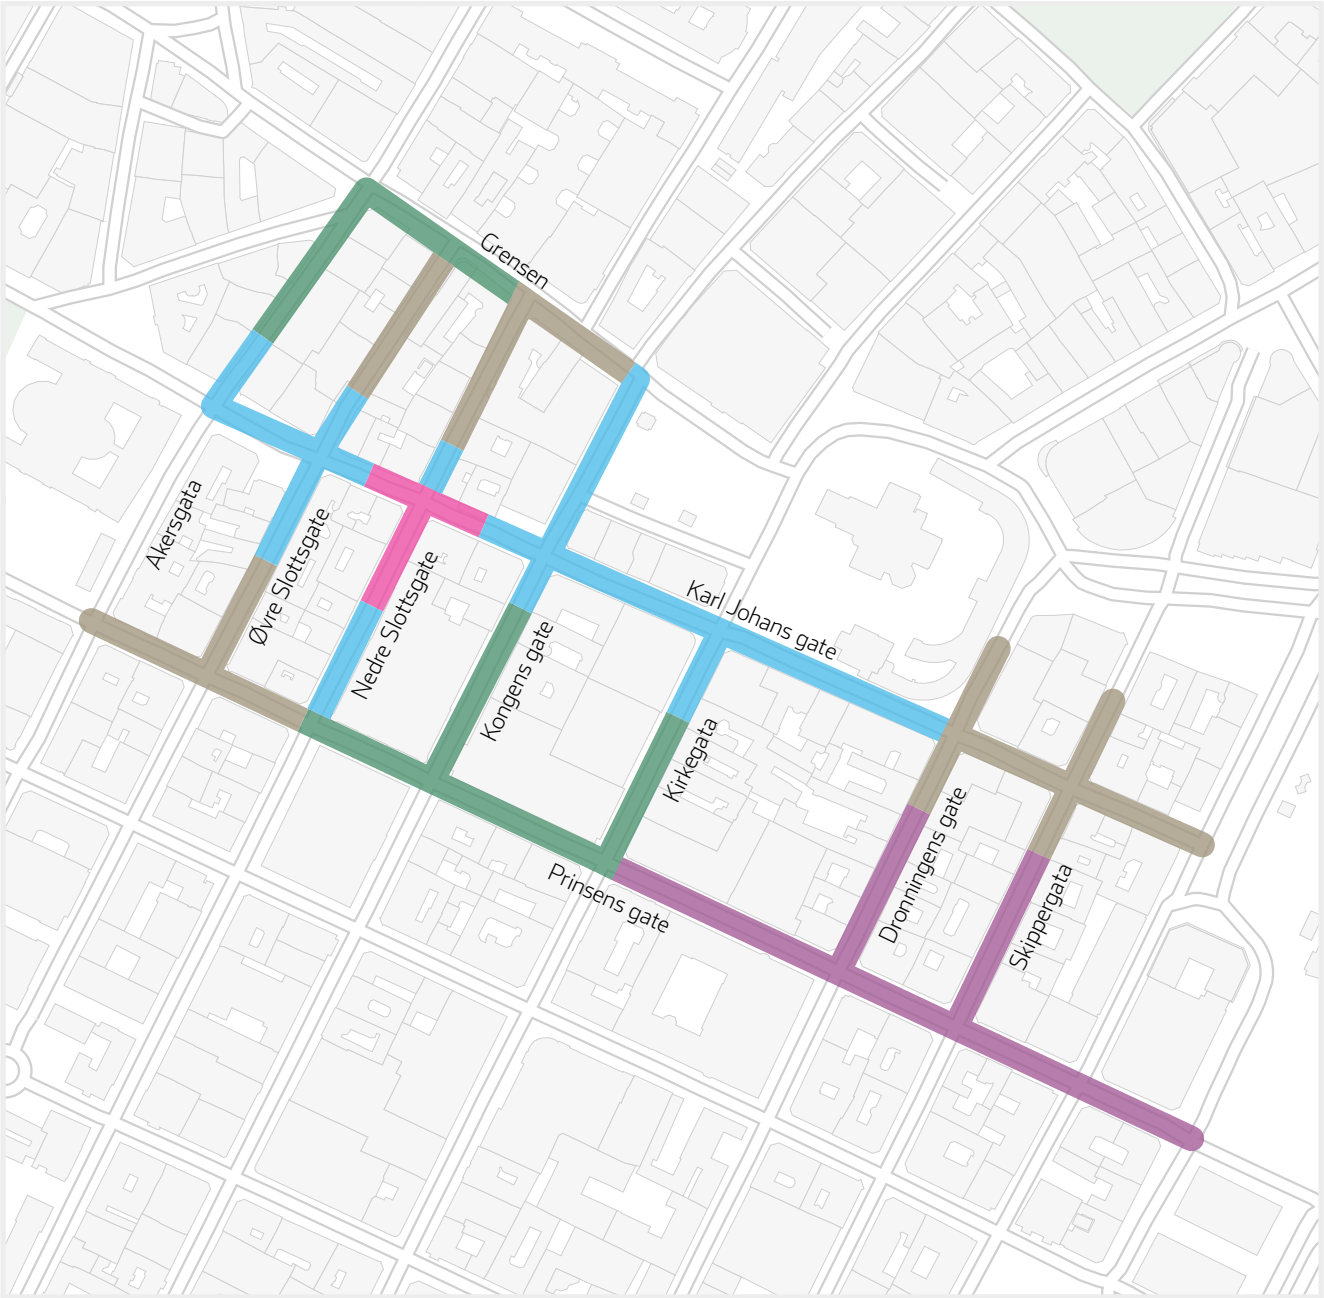 Grensen
Akersgata
Øvre Slottsgate
Nedre Slottsgate
Karl Johans gate
Kongens gate
Kirkegata
Dronningens gate
Prinsens gate
Skippergata